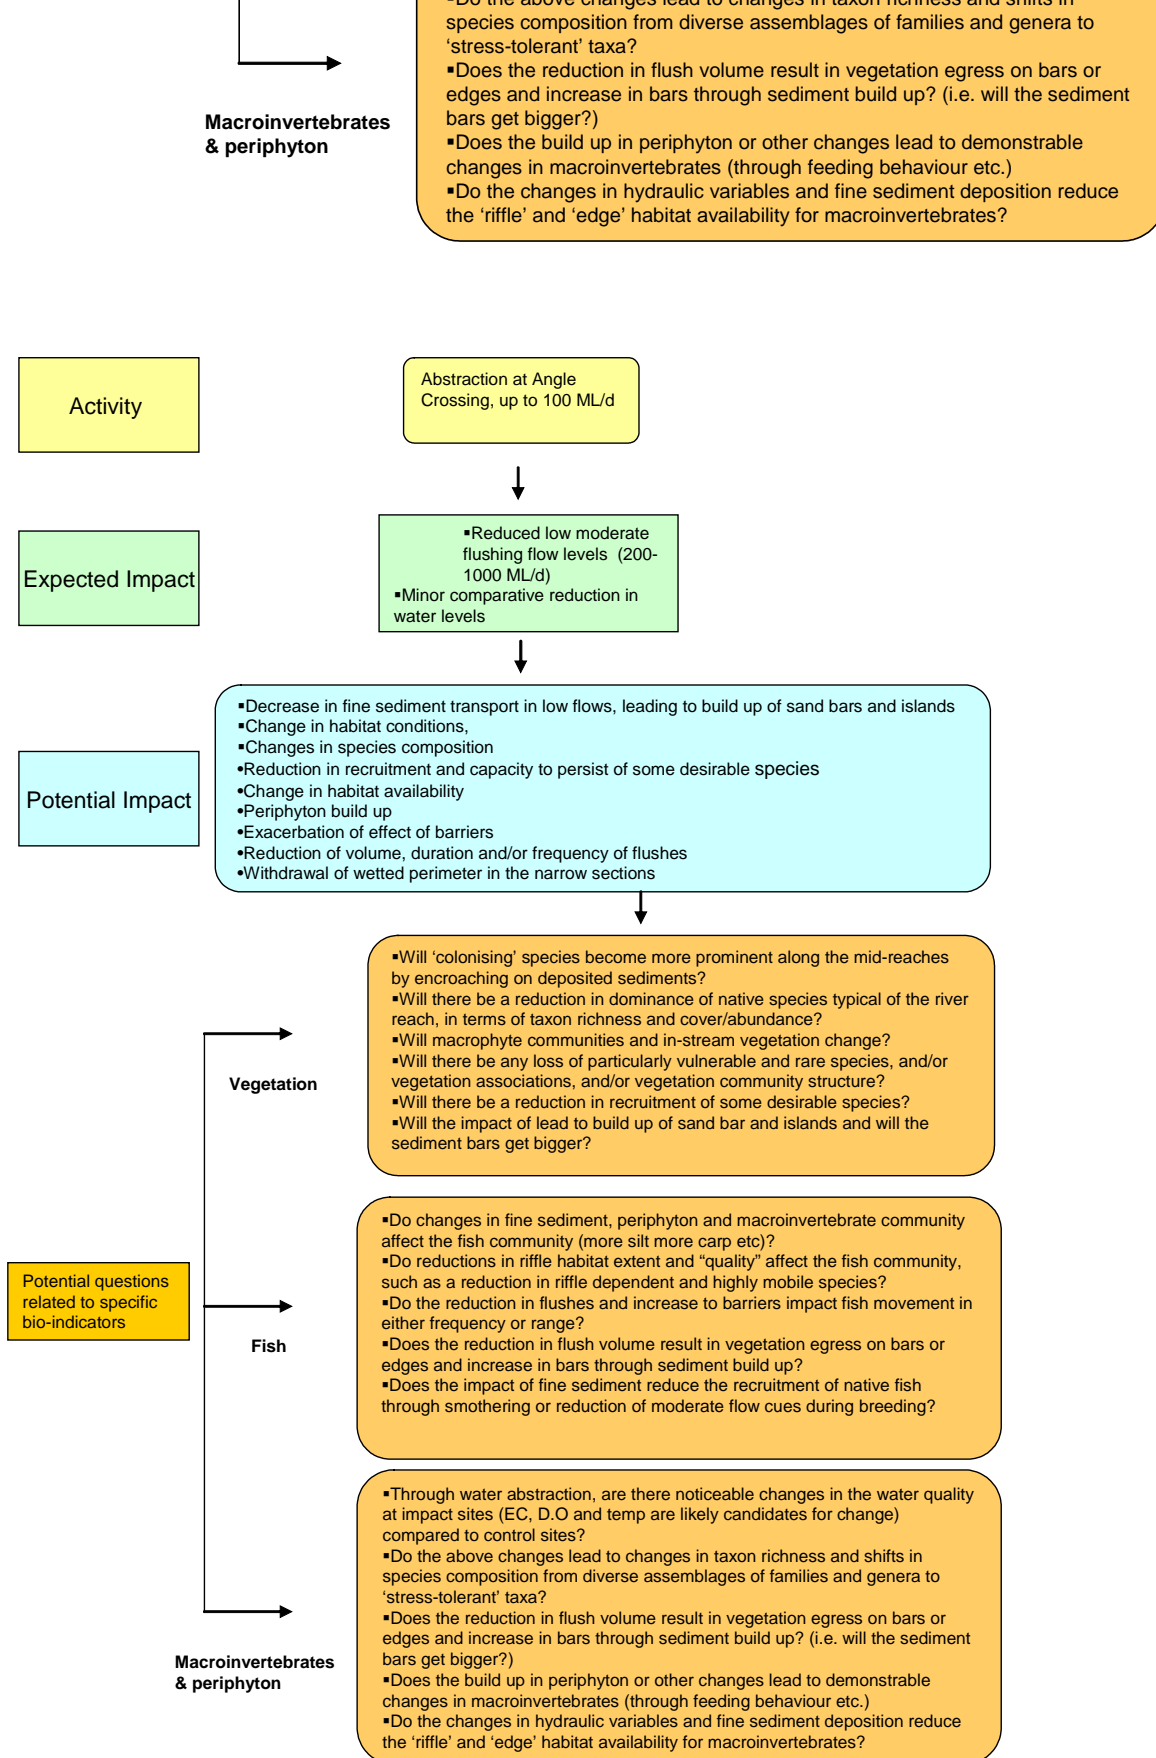 ▪Do the above changes lead to changes in taxon richness and shifts in
species composition from diverse assemblages of families and genera to
‘stress-tolerant’ taxa?
▪Does the reduction in flush volume result in vegetation egress on bars or
edges and increase in bars through sediment build up? (i.e. will the sediment
bars get bigger?)
▪Does the build up in periphyton or other changes lead to demonstrable
changes in macroinvertebrates (through feeding behaviour etc.)
▪Do the changes in hydraulic variables and fine sediment deposition reduce
the ‘riffle’ and ‘edge’ habitat availability for macroinvertebrates?
Macroinvertebrates
& periphyton
Activity
Abstraction at Angle
Crossing, up to 100 ML/d
Expected Impact
▪Reduced low moderate
flushing flow levels (200-
1000 ML/d)
▪Minor comparative reduction in
water levels
Potential Impact
▪Decrease in fine sediment transport in low flows, leading to build up of sand bars and islands
▪Change in habitat conditions,
▪Changes in species composition
•Reduction in recruitment and capacity to persist of some desirable species
•Change in habitat availability
•Periphyton build up
•Exacerbation of effect of barriers
•Reduction of volume, duration and/or frequency of flushes
•Withdrawal of wetted perimeter in the narrow sections
Potential questions
related to specific
bio-indicators
Vegetation
▪Will ‘colonising’ species become more prominent along the mid-reaches
by encroaching on deposited sediments?
▪Will there be a reduction in dominance of native species typical of the river
reach, in terms of taxon richness and cover/abundance?
▪Will macrophyte communities and in-stream vegetation change?
▪Will there be any loss of particularly vulnerable and rare species, and/or
vegetation associations, and/or vegetation community structure?
▪Will there be a reduction in recruitment of some desirable species?
▪Will the impact of lead to build up of sand bar and islands and will the
sediment bars get bigger?
Fish
▪Do changes in fine sediment, periphyton and macroinvertebrate community
affect the fish community (more silt more carp etc)?
▪Do reductions in riffle habitat extent and “quality” affect the fish community,
such as a reduction in riffle dependent and highly mobile species?
▪Do the reduction in flushes and increase to barriers impact fish movement in
either frequency or range?
▪Does the reduction in flush volume result in vegetation egress on bars or
edges and increase in bars through sediment build up?
▪Does the impact of fine sediment reduce the recruitment of native fish
through smothering or reduction of moderate flow cues during breeding?
Macroinvertebrates
& periphyton
▪Through water abstraction, are there noticeable changes in the water quality
at impact sites (EC, D.O and temp are likely candidates for change)
compared to control sites?
▪Do the above changes lead to changes in taxon richness and shifts in
species composition from diverse assemblages of families and genera to
‘stress-tolerant’ taxa?
▪Does the reduction in flush volume result in vegetation egress on bars or
edges and increase in bars through sediment build up? (i.e. will the sediment
bars get bigger?)
▪Does the build up in periphyton or other changes lead to demonstrable
changes in macroinvertebrates (through feeding behaviour etc.)
▪Do the changes in hydraulic variables and fine sediment deposition reduce
the ‘riffle’ and ‘edge’ habitat availability for macroinvertebrates?